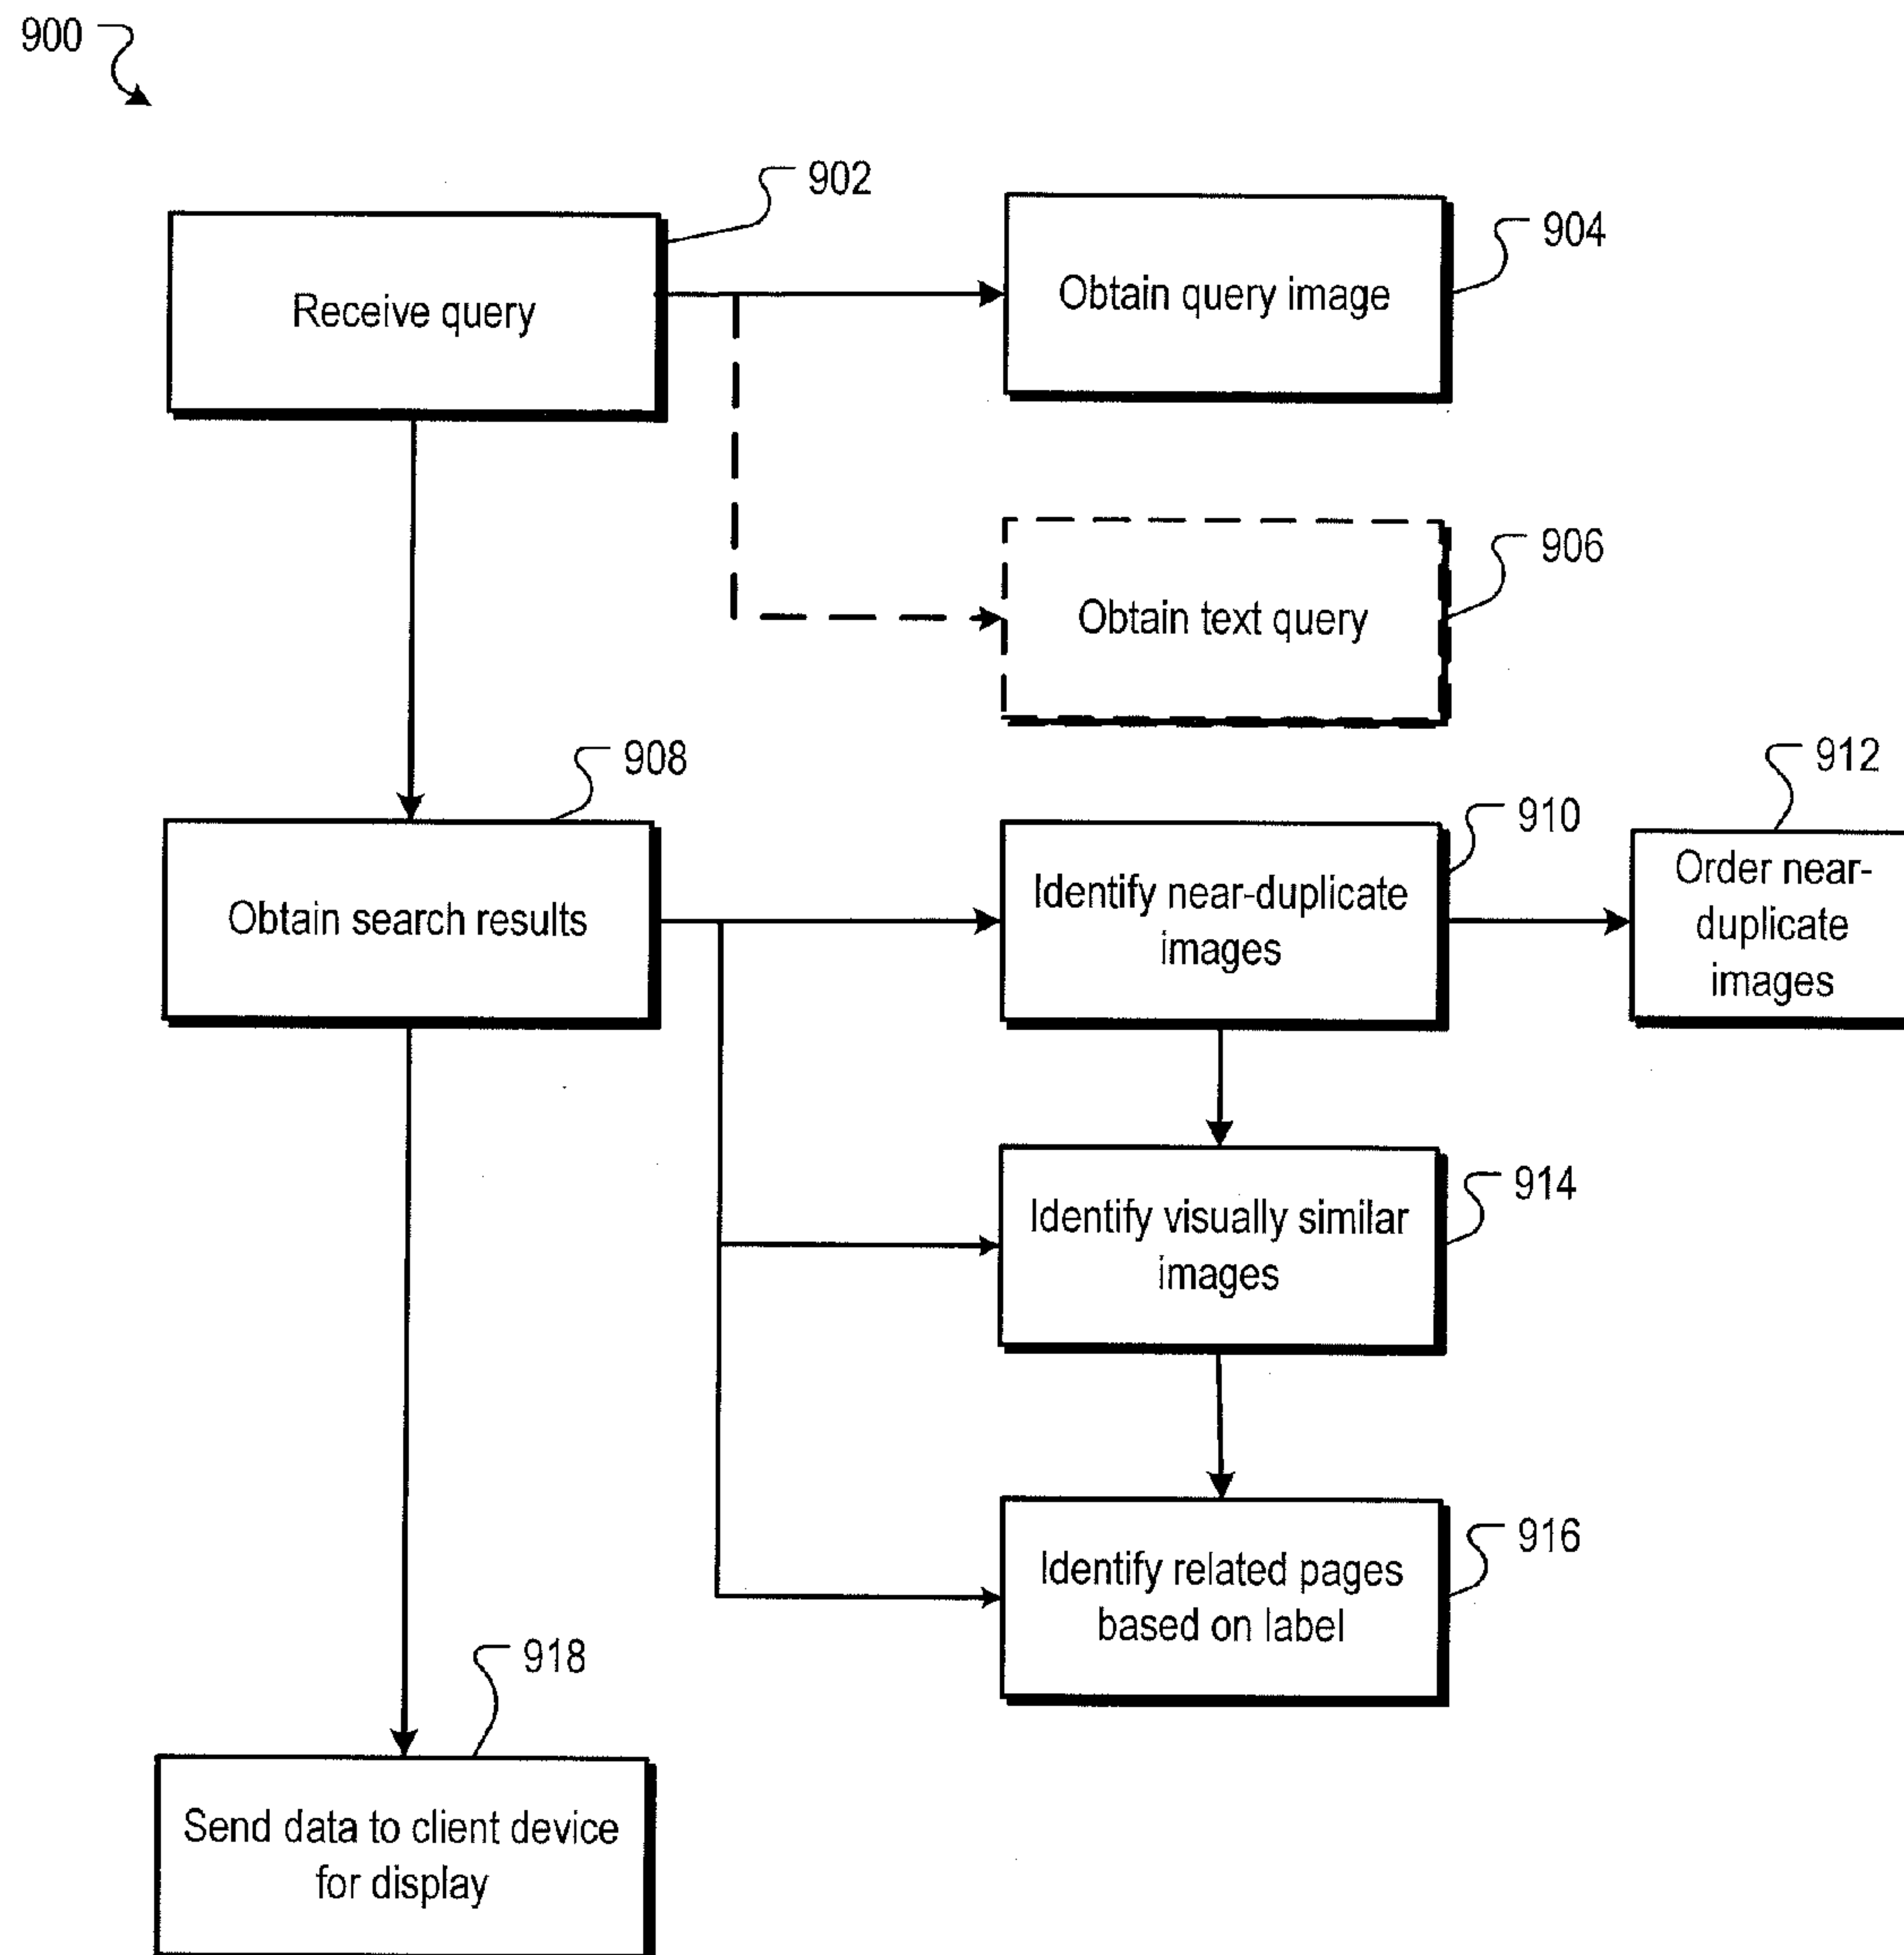 900
902
Receive query
904
Obtain query image
906
Obtain text query
908
Obtain search results
910
Identify near-duplicate
images
912
Order near-
duplicate
images
914
Identify visually similar
images
916
Identify related pages
based on label
918
Send data to client device
for display